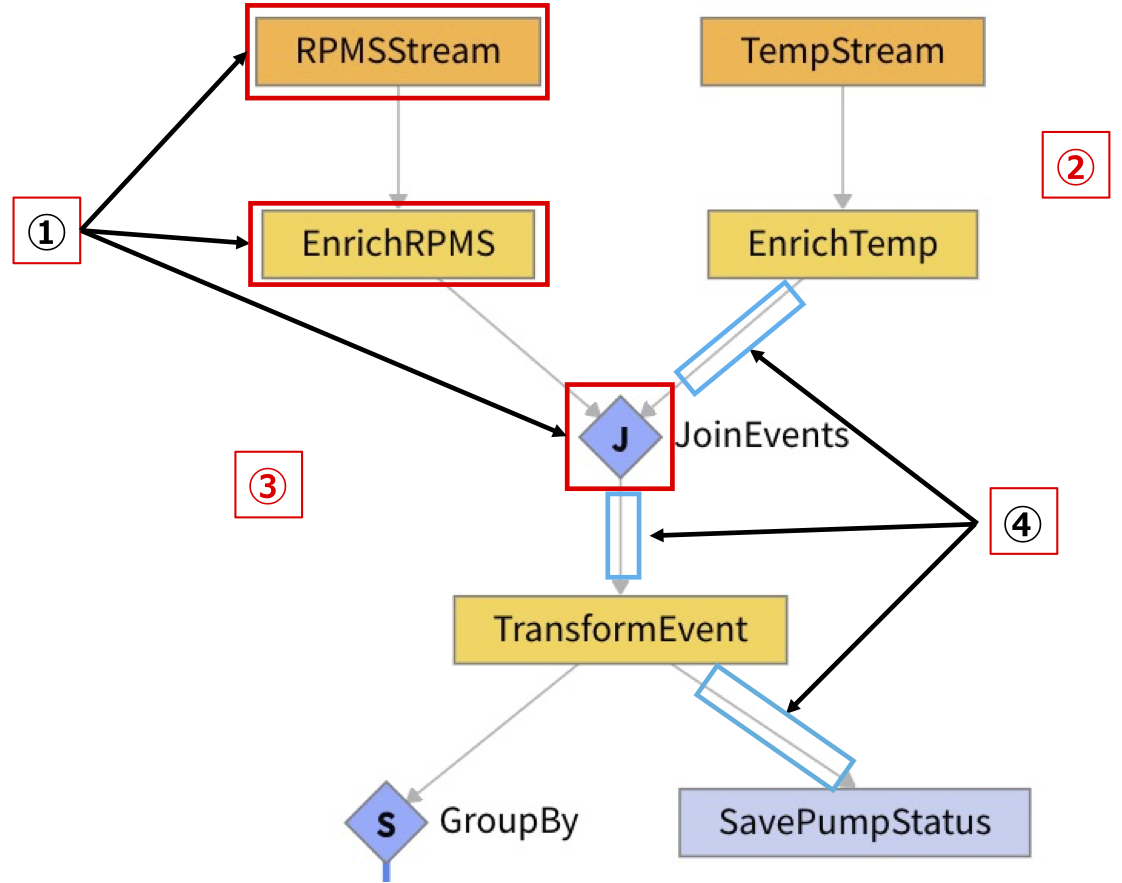 RPMSStream
TempStream
②
①
EnrichRPMS
EnrichTemp
J
JoinEvents
③
④
TransformEvent
S
GroupBy
SavePumpStatus